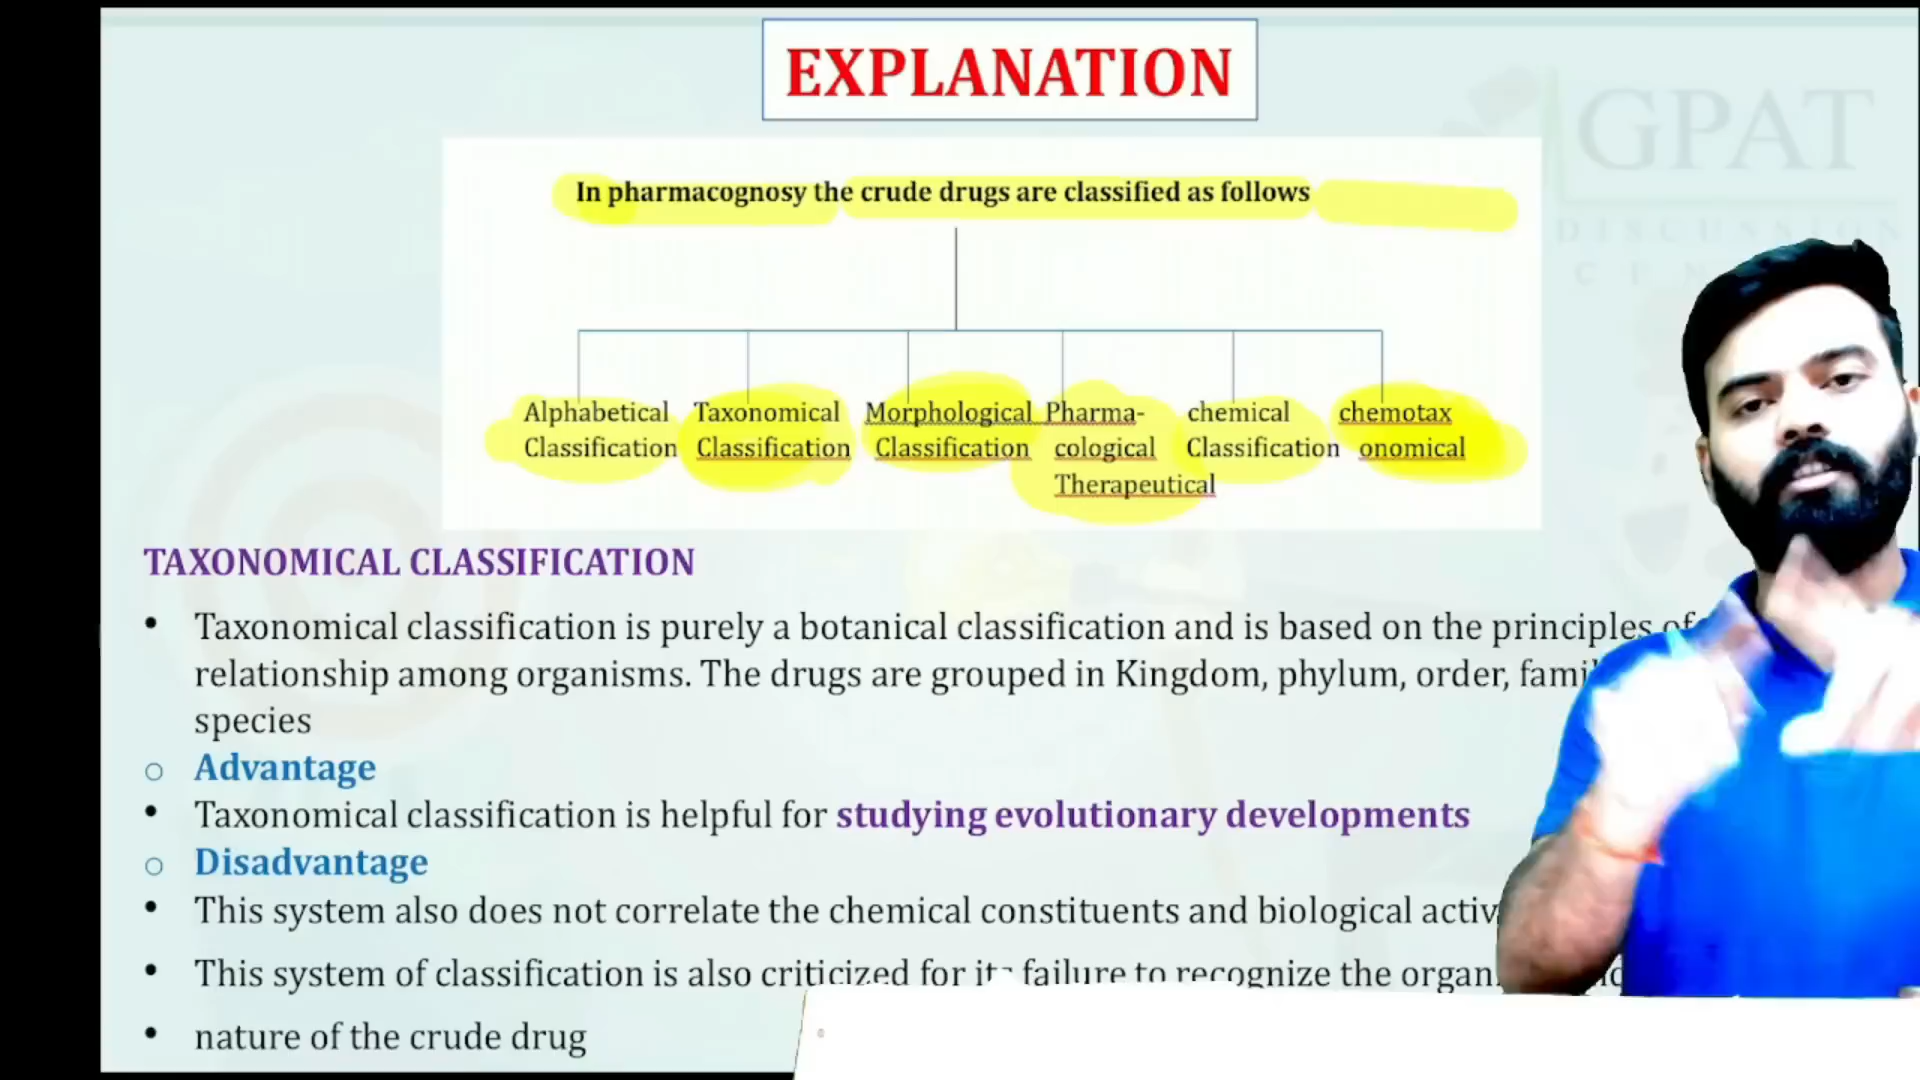 EXPLANATION
GPAT
DISCUSSION
In pharmacognosy the crude drugs are classified as follows
Alphabetical Classification
Taxonomical Classification
Morphological Classification
Pharma-cological Therapeutical
chemical Classification
chemotax onomical
TAXONOMICAL CLASSIFICATION
• Taxonomical classification is purely a botanical classification and is based on the principles of
relationship among organisms. The drugs are grouped in Kingdom, phylum, order,
species
o Advantage
• Taxonomical classification is helpful for studying evolutionary developments
o Disadvantage
• This system also does not correlate the chemical constituents and biological
• This system of classification is also criticized for its failure to recognize the
• nature of the crude drug